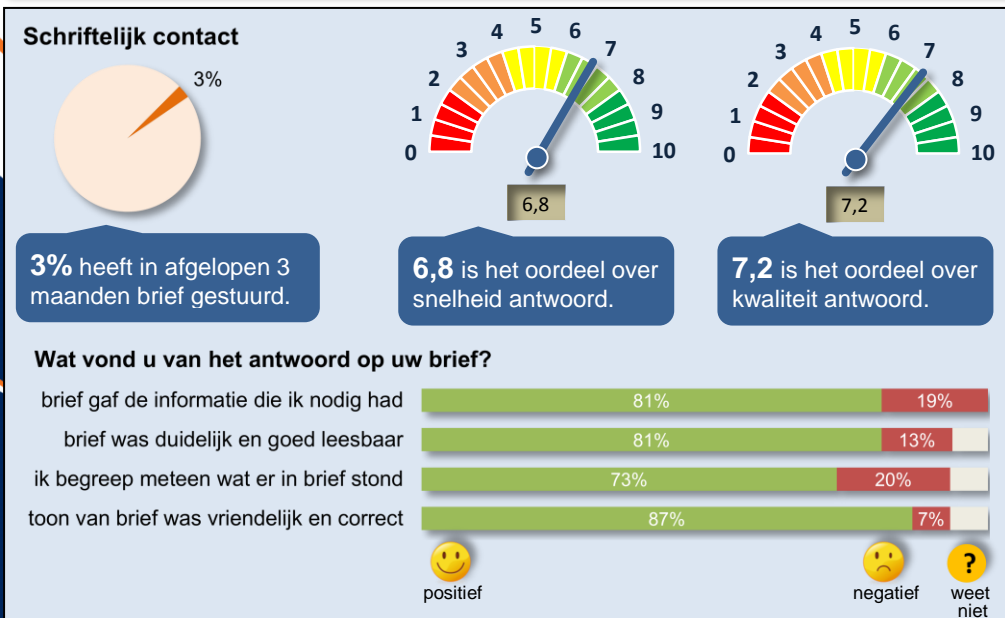 Schriftelijk contact
3%
0 1 2 3 4 5 6 7 8 9 10
6,8
0 1 2 3 4 5 6 7 8 9 10
7,2
3% heeft in afgelopen 3
maanden brief gestuurd.
6,8 is het oordeel over
snelheid antwoord.
7,2 is het oordeel over
kwaliteit antwoord.
Wat vond u van het antwoord op uw brief?
brief gaf de informatie die ik nodig had 81% 19%
brief was duidelijk en goed leesbaar 81% 13%
ik begreep meteen wat er in brief stond 73% 20%
toon van brief was vriendelijk en correct 87% 7%
?
positief
negatief
weet
niet